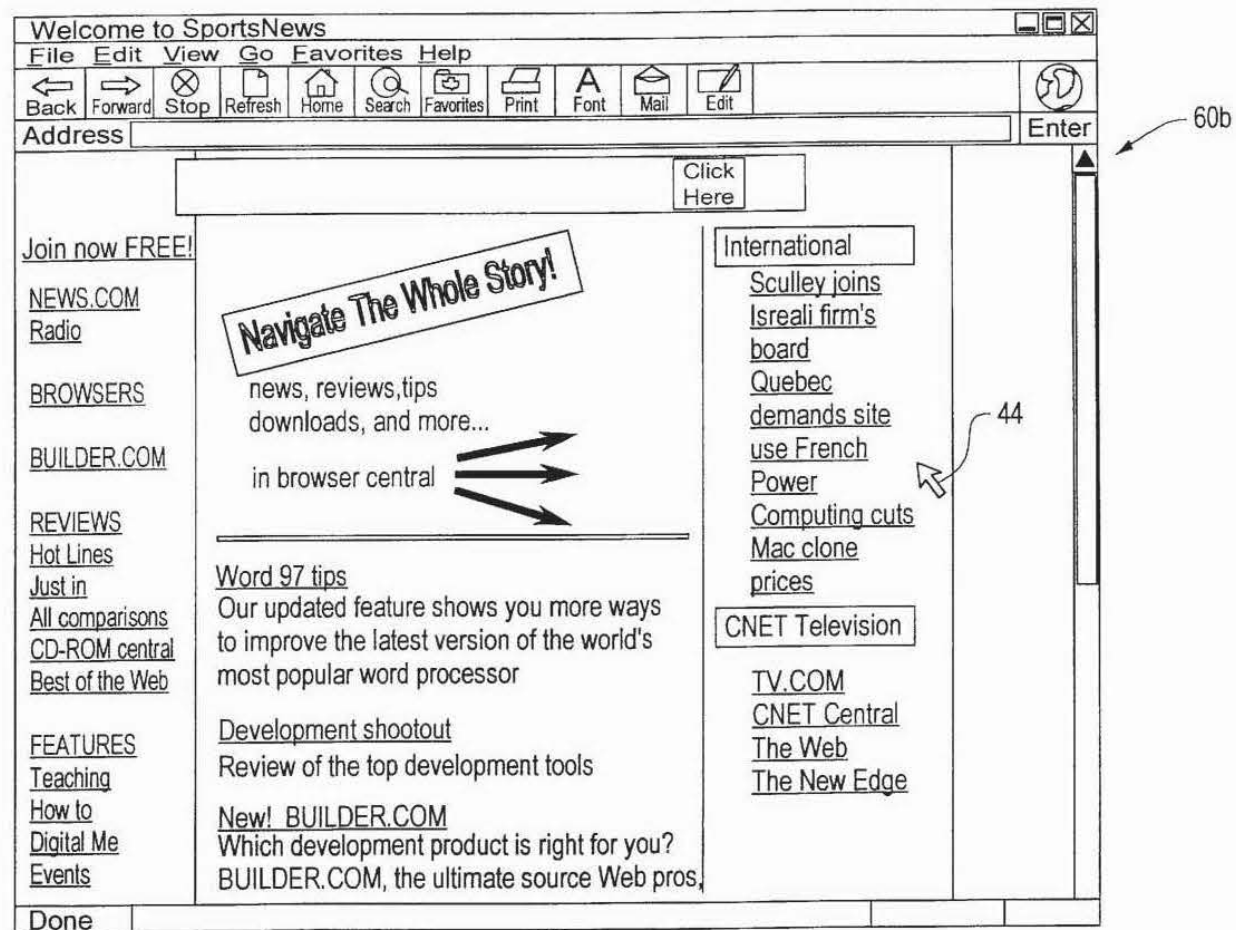 Welcome to SportsNews
File Edit View Go Favorites Help
Back Forward Stop Refresh Home Search Favorites Print A Font Mail Edit
Address Enter
60b
Click
Here
Join now FREE!
NEWS.COM
Radio
BROWSERS
BUILDER.COM
REVIEWS
Hot Lines
Just in
All comparisons
CD-ROM central
Best of the Web
FEATURES
Teaching
How to
Digital Me
Events
Navigate The Whole Story!
news, reviews,tips
downloads, and more...
in browser central
Word 97 tips
Our updated feature shows you more ways
to improve the latest version of the world's
most popular word processor
Development shootout
Review of the top development tools
New! BUILDER.COM
Which development product is right for you?
BUILDER.COM, the ultimate source Web pros,
International
Sculley joins
Isreali firm's
board
Quebec
demands site
use French
Power
Computing cuts
Mac clone
prices
44
CNET Television
TV.COM
CNET Central
The Web
The New Edge
Done